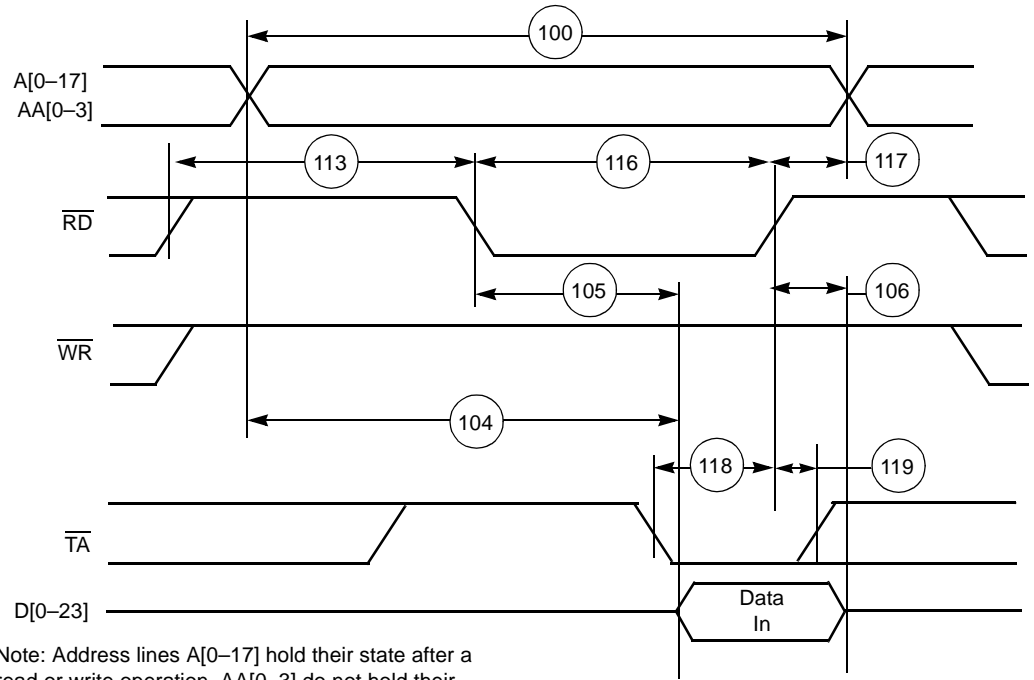 100
A[0–17]
AA[0–3]
113
116
117
RD
105
106
WR
104
118
119
TA
D[0–23]
Data
In
Note: Address lines A[0–17] hold their state after a
read or write operation. AA[0–3] do not hold their